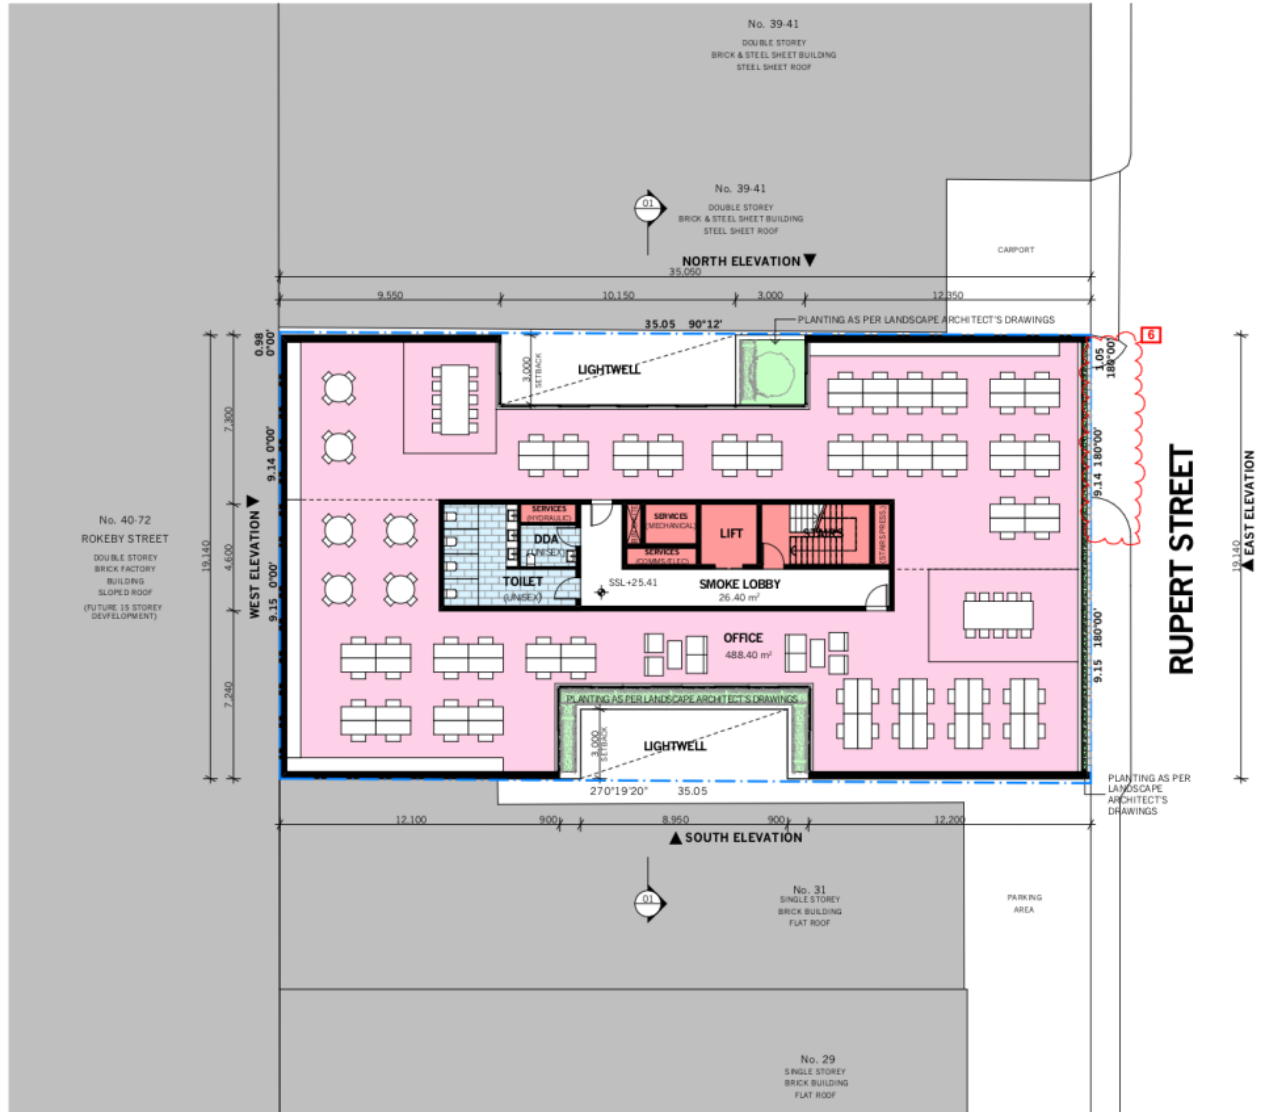 No. 39-41
DOUBLE STOREY
BRICK & STEEL SHEET BUILDING
STEEL SHEET ROOF
No. 39-41
DOUBLE STOREY
BRICK & STEEL SHEET BUILDING
STEEL SHEET ROOF
01
CARPORT
NORTH ELEVATION
35,050
9,550
10,150
3,000
12,350
35.05 90°12'
PLANTING AS PER LANDSCAPE ARCHITECT'S DRAWINGS
6
0.98 0°00'
1.05 180°00'
3,000
SETBACK
LIGHTWELL
7,300
9.14 0°00'
9.14 180°00'
RUPERT STREET
EAST ELEVATION
19,140
No. 40-72
ROKEBY STREET
DOUBLE STOREY
BRICK FACTORY
BUILDING
SLOPED ROOF
(FUTURE 15 STOREY
DEVFELOPMENT)
19,140
4,600
WEST ELEVATION
9.15 0°00'
SERVICES
(HYDRAULIC)
DDA
(UNISEX)
TOILET
(UNISEX)
SERVICES
(MECHANICAL)
SERVICES
(COMMS/ELEC)
LIFT
STAIRS
(STAIR PRESS.)
SSL+25.41
SMOKE LOBBY
26.40 m²
OFFICE
488.40 m²
9.15 180°00'
7,240
PLANTING AS PER LANDSCAPE ARCHITECT'S DRAWINGS
3,000
SETBACK
LIGHTWELL
270°19'20" 35.05
PLANTING AS PER
LANDSCAPE
ARCHITECT'S
DRAWINGS
12,100
900
8,950
900
12,200
SOUTH ELEVATION
01
No. 31
SINGLE STOREY
BRICK BUILDING
FLAT ROOF
PARKING
AREA
No. 29
SINGLE STOREY
BRICK BUILDING
FLAT ROOF